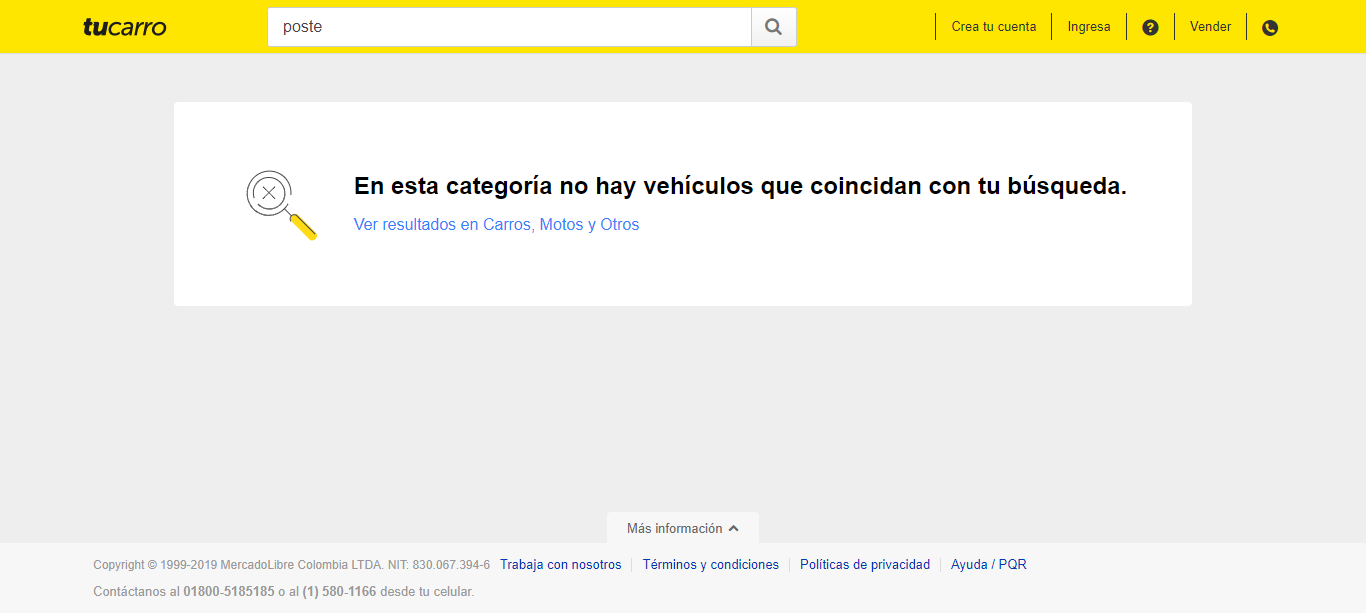 tucarro poste Crea tu cuenta Ingresa ? Vender
En esta categoría no hay vehículos que coincidan con tu búsqueda.
Ver resultados en Carros, Motos y Otros
Más información
Copyright © 1999-2019 MercadoLibre Colombia LTDA. NIT: 830.067.394-6 Trabaja con nosotros Términos y condiciones Políticas de privacidad Ayuda / PQR
Contáctanos al 01800-5185185 o al (1) 580-1166 desde tu celular.